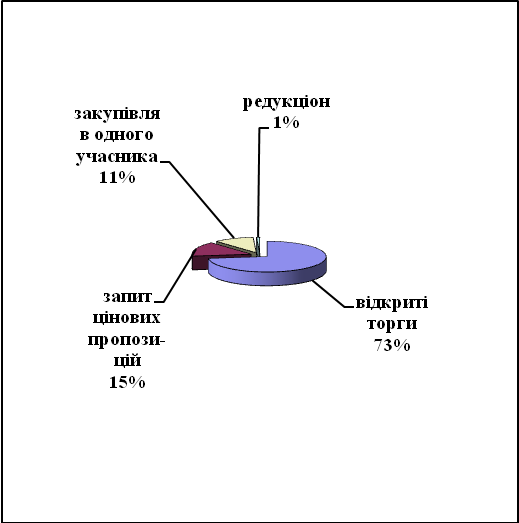 редукціон
1%
закупівля
в одного
учасника
11%
запит
цінових
пропози-
цій
15%
відкриті
торги
73%